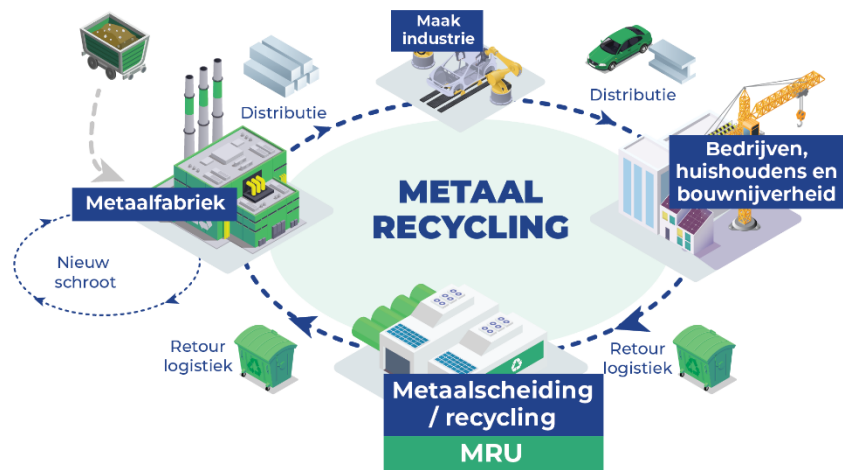 Maak
industrie
Distributie
Distributie
Bedrijven,
huishoudens en
bouwnijverheid
METAAL
RECYCLING
Metaalfabriek
Nieuw
schroot
Retour
logistiek
Retour
logistiek
Metaalscheiding
/ recycling
MRU